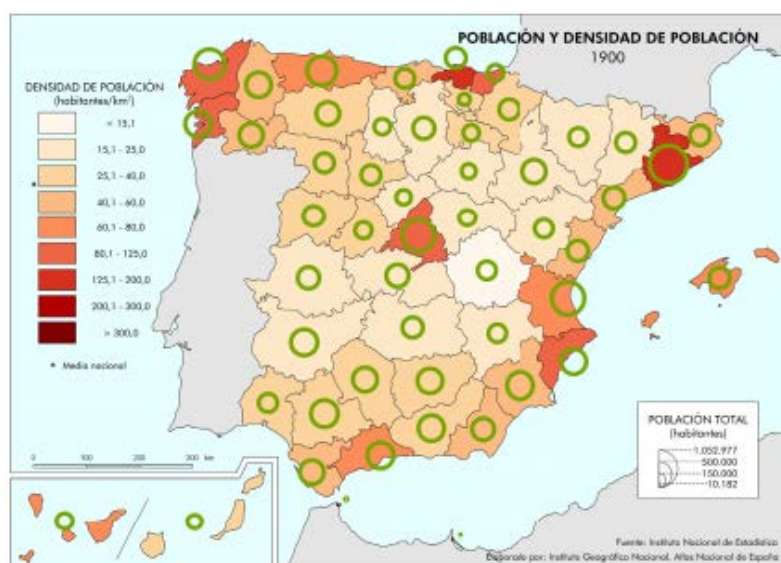 POBLACIÓN Y DENSIDAD DE POBLACIÓN
1900
DENSIDAD DE POBLACIÓN
(habitantes/km²)
< 15,1
15,1 - 25,0
25,1 - 40,0
40,1 - 60,0
60,1 - 80,0
80,1 - 125,0
125,1 - 200,0
200,1 - 300,0
> 300,0
* Media nacional
0 100 200 300 km
POBLACIÓN TOTAL
(habitantes)
1.052.977
500.000
150.000
10.182
Fuente: Instituto Nacional de Estadística
Elaborado por: Instituto Geográfico Nacional. Atlas Nacional de España